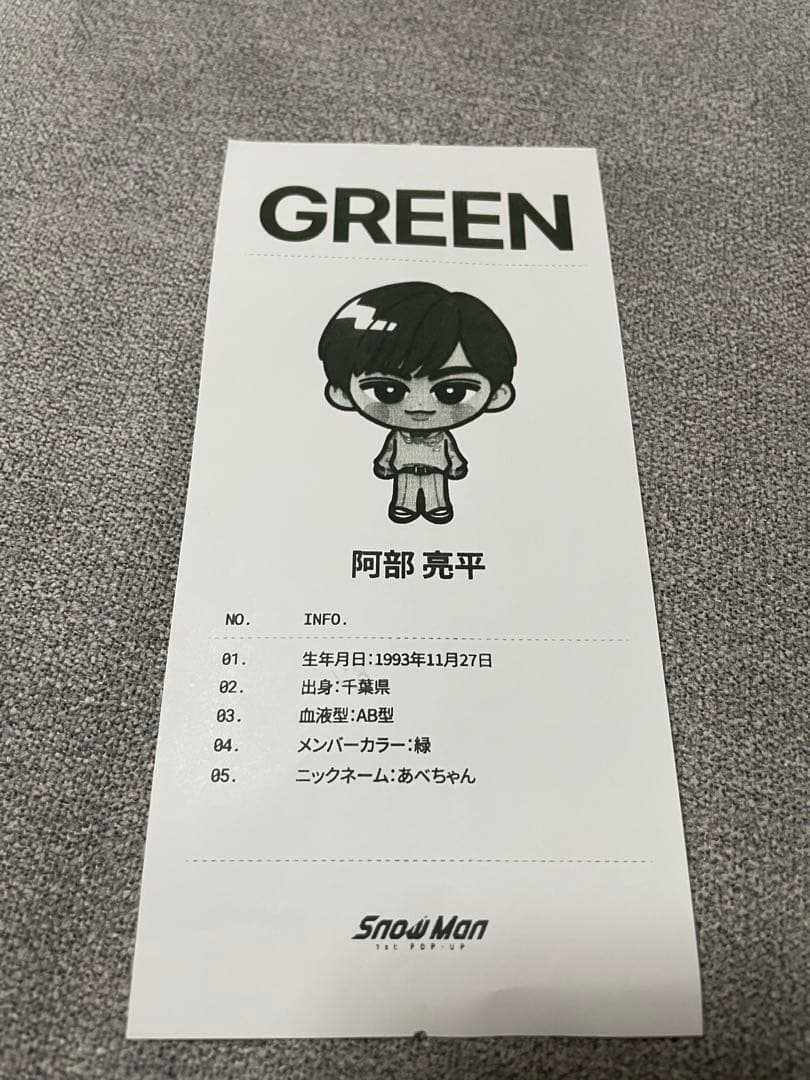 GREEN
阿部 亮平
NO. INFO.
01. 生年月日:1993年11月27日
02. 出身:千葉県
03. 血液型:AB型
04. メンバーカラー:緑
05. ニックネーム:あべちゃん
Snow Man
1st POP-UP